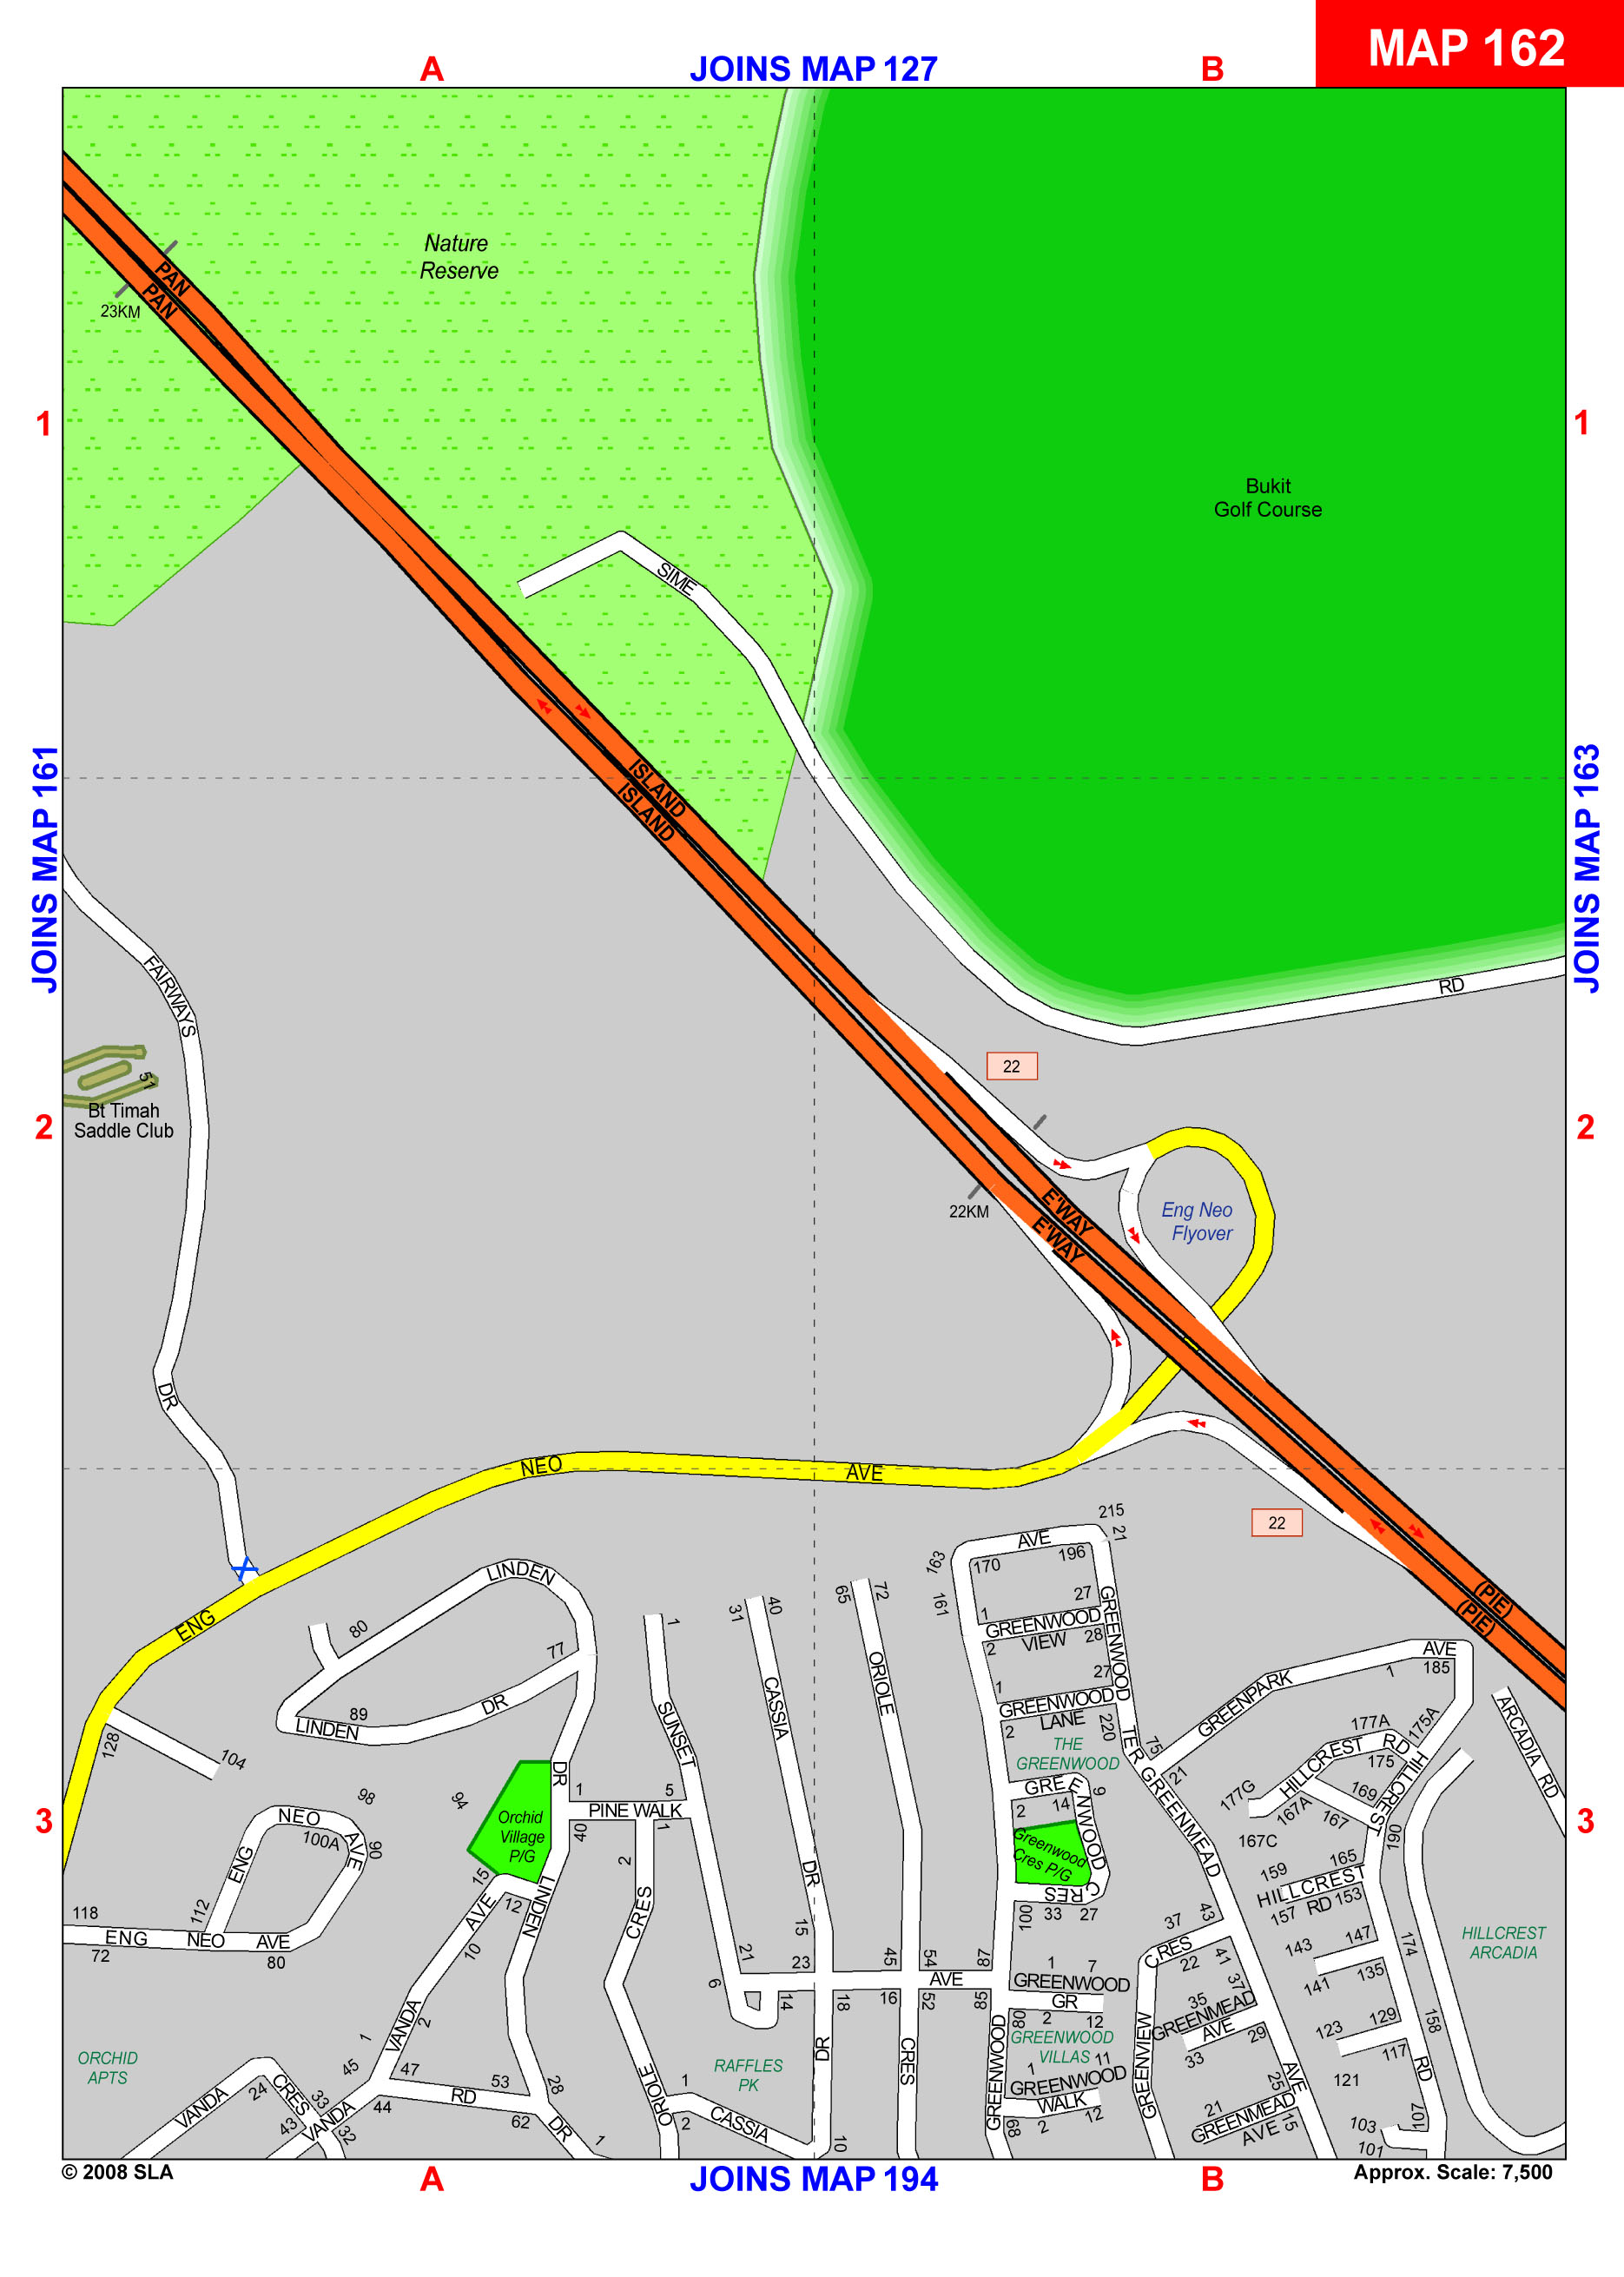 MAP 162
A
JOINS MAP 127
B
Nature
Reserve
PAN
PAN
23KM
1
1
Bukit
Golf Course
SIME
JOINS MAP 161
JOINS MAP 163
ISLAND
ISLAND
FAIRWAYS
RD
51
Bt Timah
Saddle Club
22
2
2
22KM
E'WAY
E'WAY
Eng Neo
Flyover
DR
NEO
AVE
22
(PIE)
(PIE)
ENG
LINDEN
80
77
89
LINDEN
DR
128
104
1
SUNSET
31
40
CASSIA
65
72
ORIOLE
163
161
170
AVE
196
215
21
27
1
GREENWOOD
2
VIEW
28
GREENWOOD
27
1
GREENWOOD
2
LANE
220
TER
THE
GREENWOOD
75
21
GREENPARK
1
AVE
185
ARCADIA RD
177A
RD
175A
175
HILLCREST
177G
167A
169
167
167C
HILLCREST
190
3
3
DR
1
5
PINE WALK
40
1
2
94
98
NEO
100A
AVE
90
ENG
112
Orchid
Village
P/G
15
12
LINDEN
AVE
10
GRE
E
NWOOD
9
2
14
Greenwood
Cres P/G
CRES
33
27
100
GREENMEAD
159
165
HILLCREST
157
RD
153
118
ENG
NEO
AVE
72
80
CRES
DR
15
21
23
6
14
18
45
54
16
52
AVE
78
85
1
7
GREENWOOD
GR
2
12
80
37
43
CRES
22
41
37
143
147
141
135
174
HILLCREST
ARCADIA
GREENWOOD
VILLAS
1
11
GREENWOOD
WALK
2
12
68
GREENWOOD
35
GREENMEAD
AVE
33
29
123
129
117
158
121
RD
VANDA
2
1
45
47
53
44
RD
62
28
DR
1
ORCHID
APTS
VANDA
24
CRES
33
43
VANDA
32
ORIOLE
1
2
CASSIA
RAFFLES
PK
DR
10
CRES
GREENVIEW
AVE
25
21
GREENMEAD
AVE
15
103
101
107
© 2008 SLA
A
JOINS MAP 194
B
Approx. Scale: 7,500